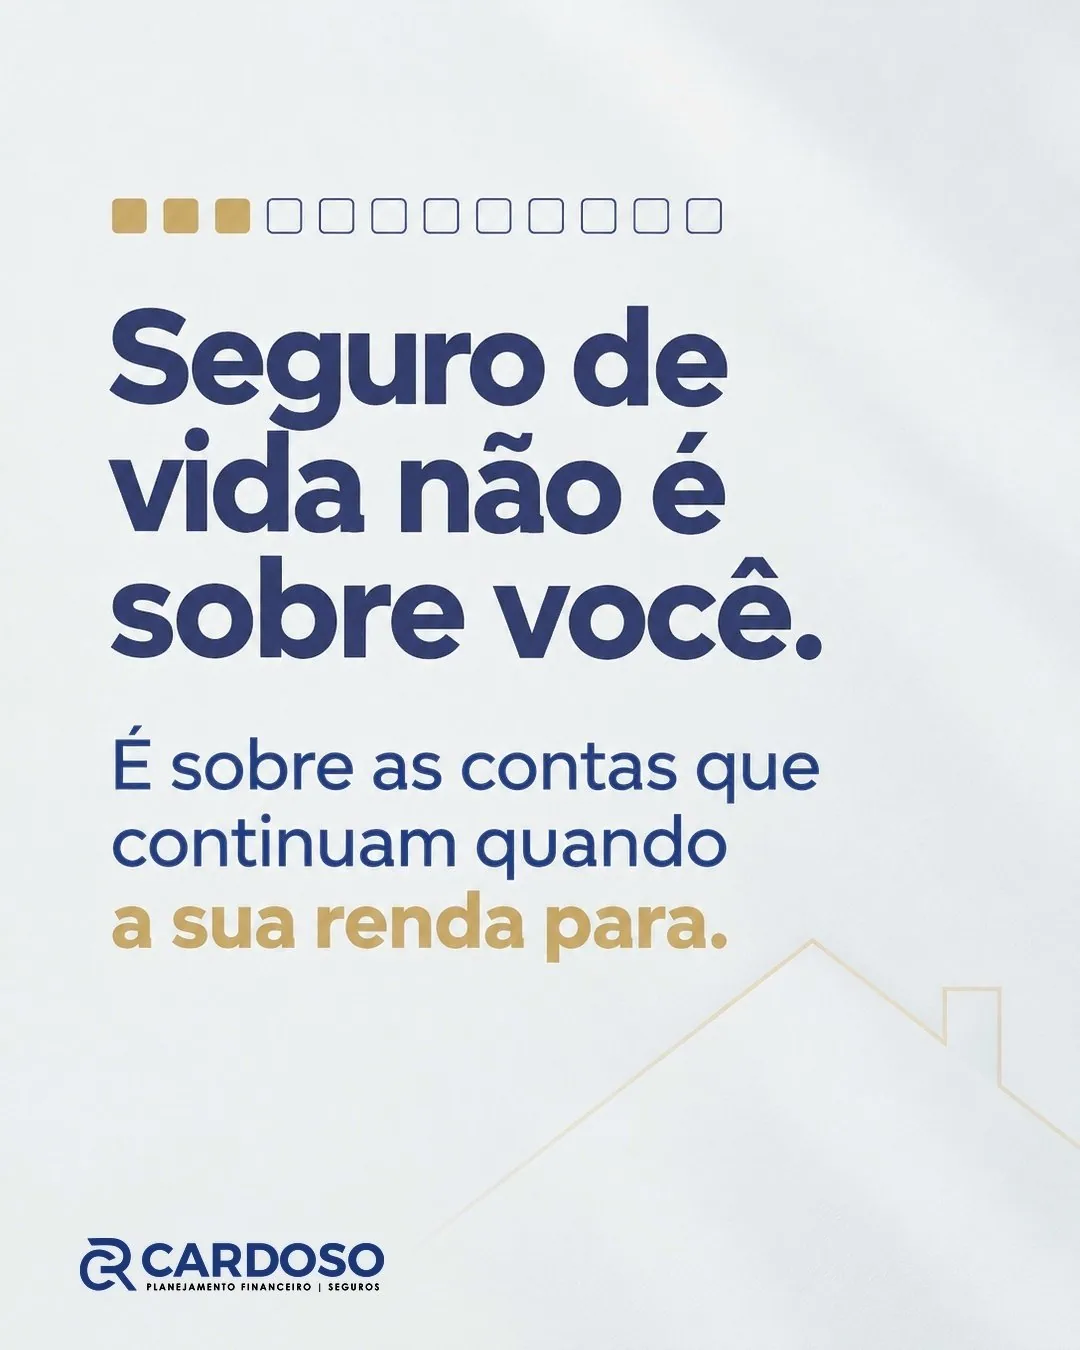 Seguro de
vida não é
sobre você.
É sobre as contas que
continuam quando
a sua renda para.
CARDOSO
PLANEJAMENTO FINANCEIRO | SEGUROS